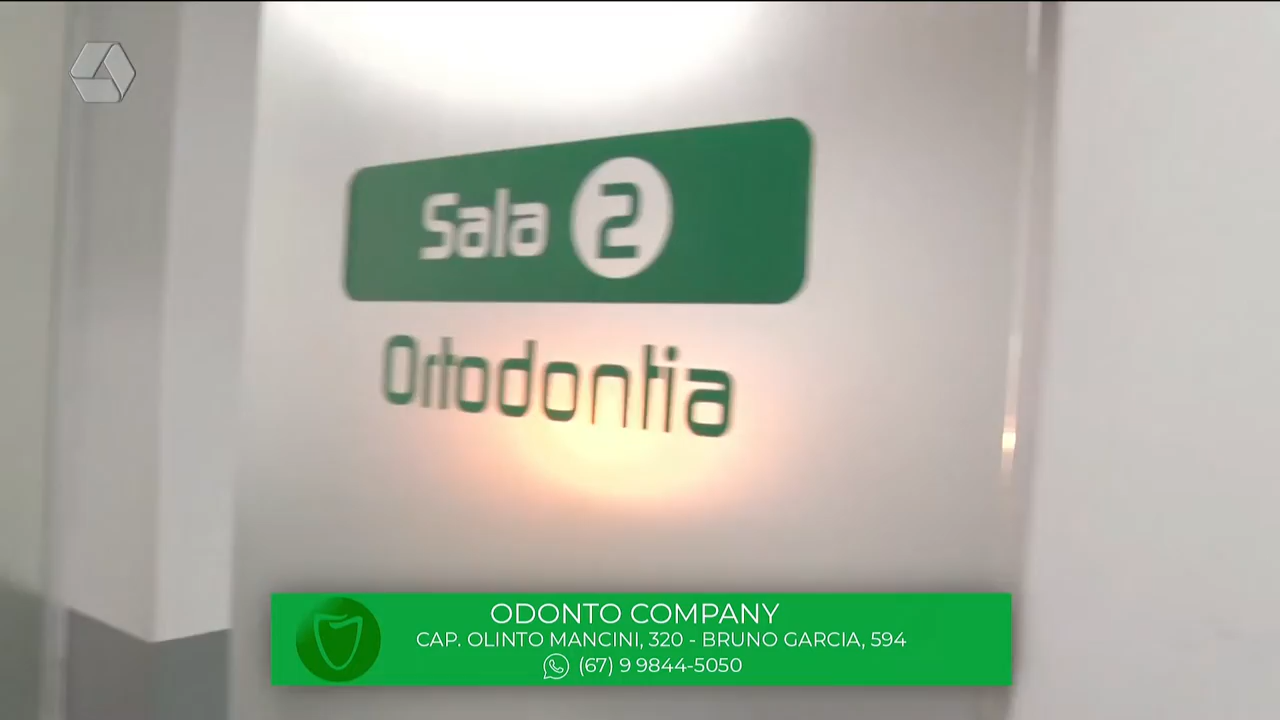 Sala 2
Ortodontia
ODONTO COMPANY
CAP. OLINTO MANCINI, 320 - BRUNO GARCIA, 594
(67) 9 9844-5050